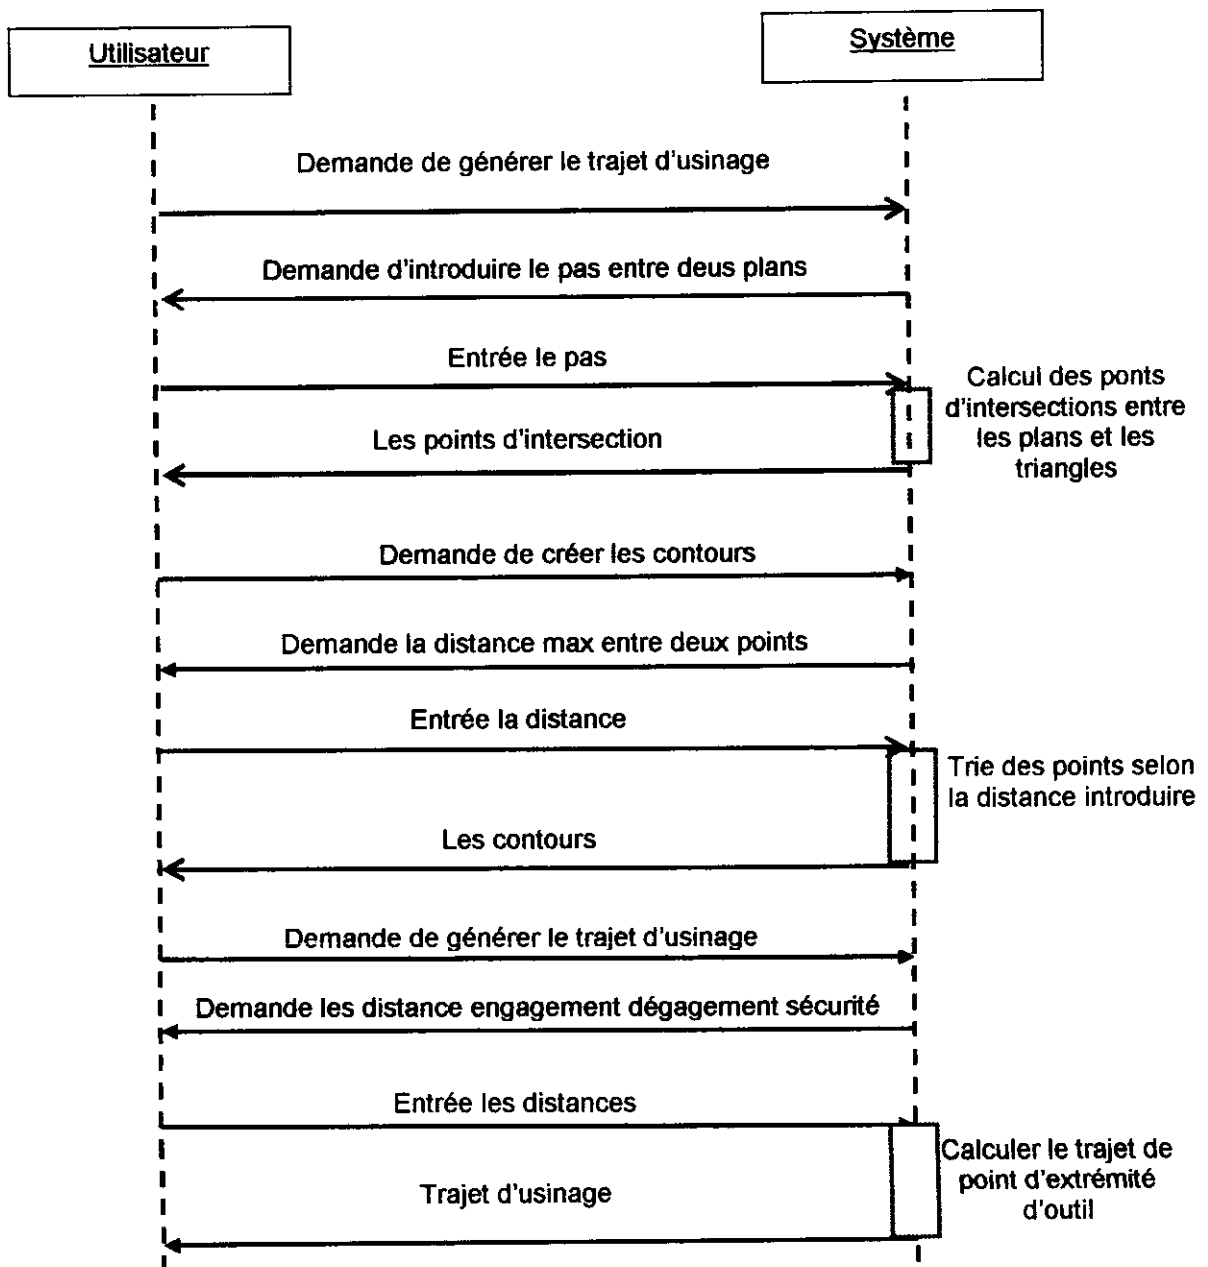 Utilisateur
Système
Demande de générer le trajet d'usinage
Demande d'introduire le pas entre deus plans
Entrée le pas
Calcul des ponts
d'intersections entre
les plans et les
triangles
Les points d'intersection
Demande de créer les contours
Demande la distance max entre deux points
Entrée la distance
Trie des points selon
la distance introduire
Les contours
Demande de générer le trajet d'usinage
Demande les distance engagement dégagement sécurité
Entrée les distances
Calculer le trajet de
point d'extrémité
d'outil
Trajet d'usinage